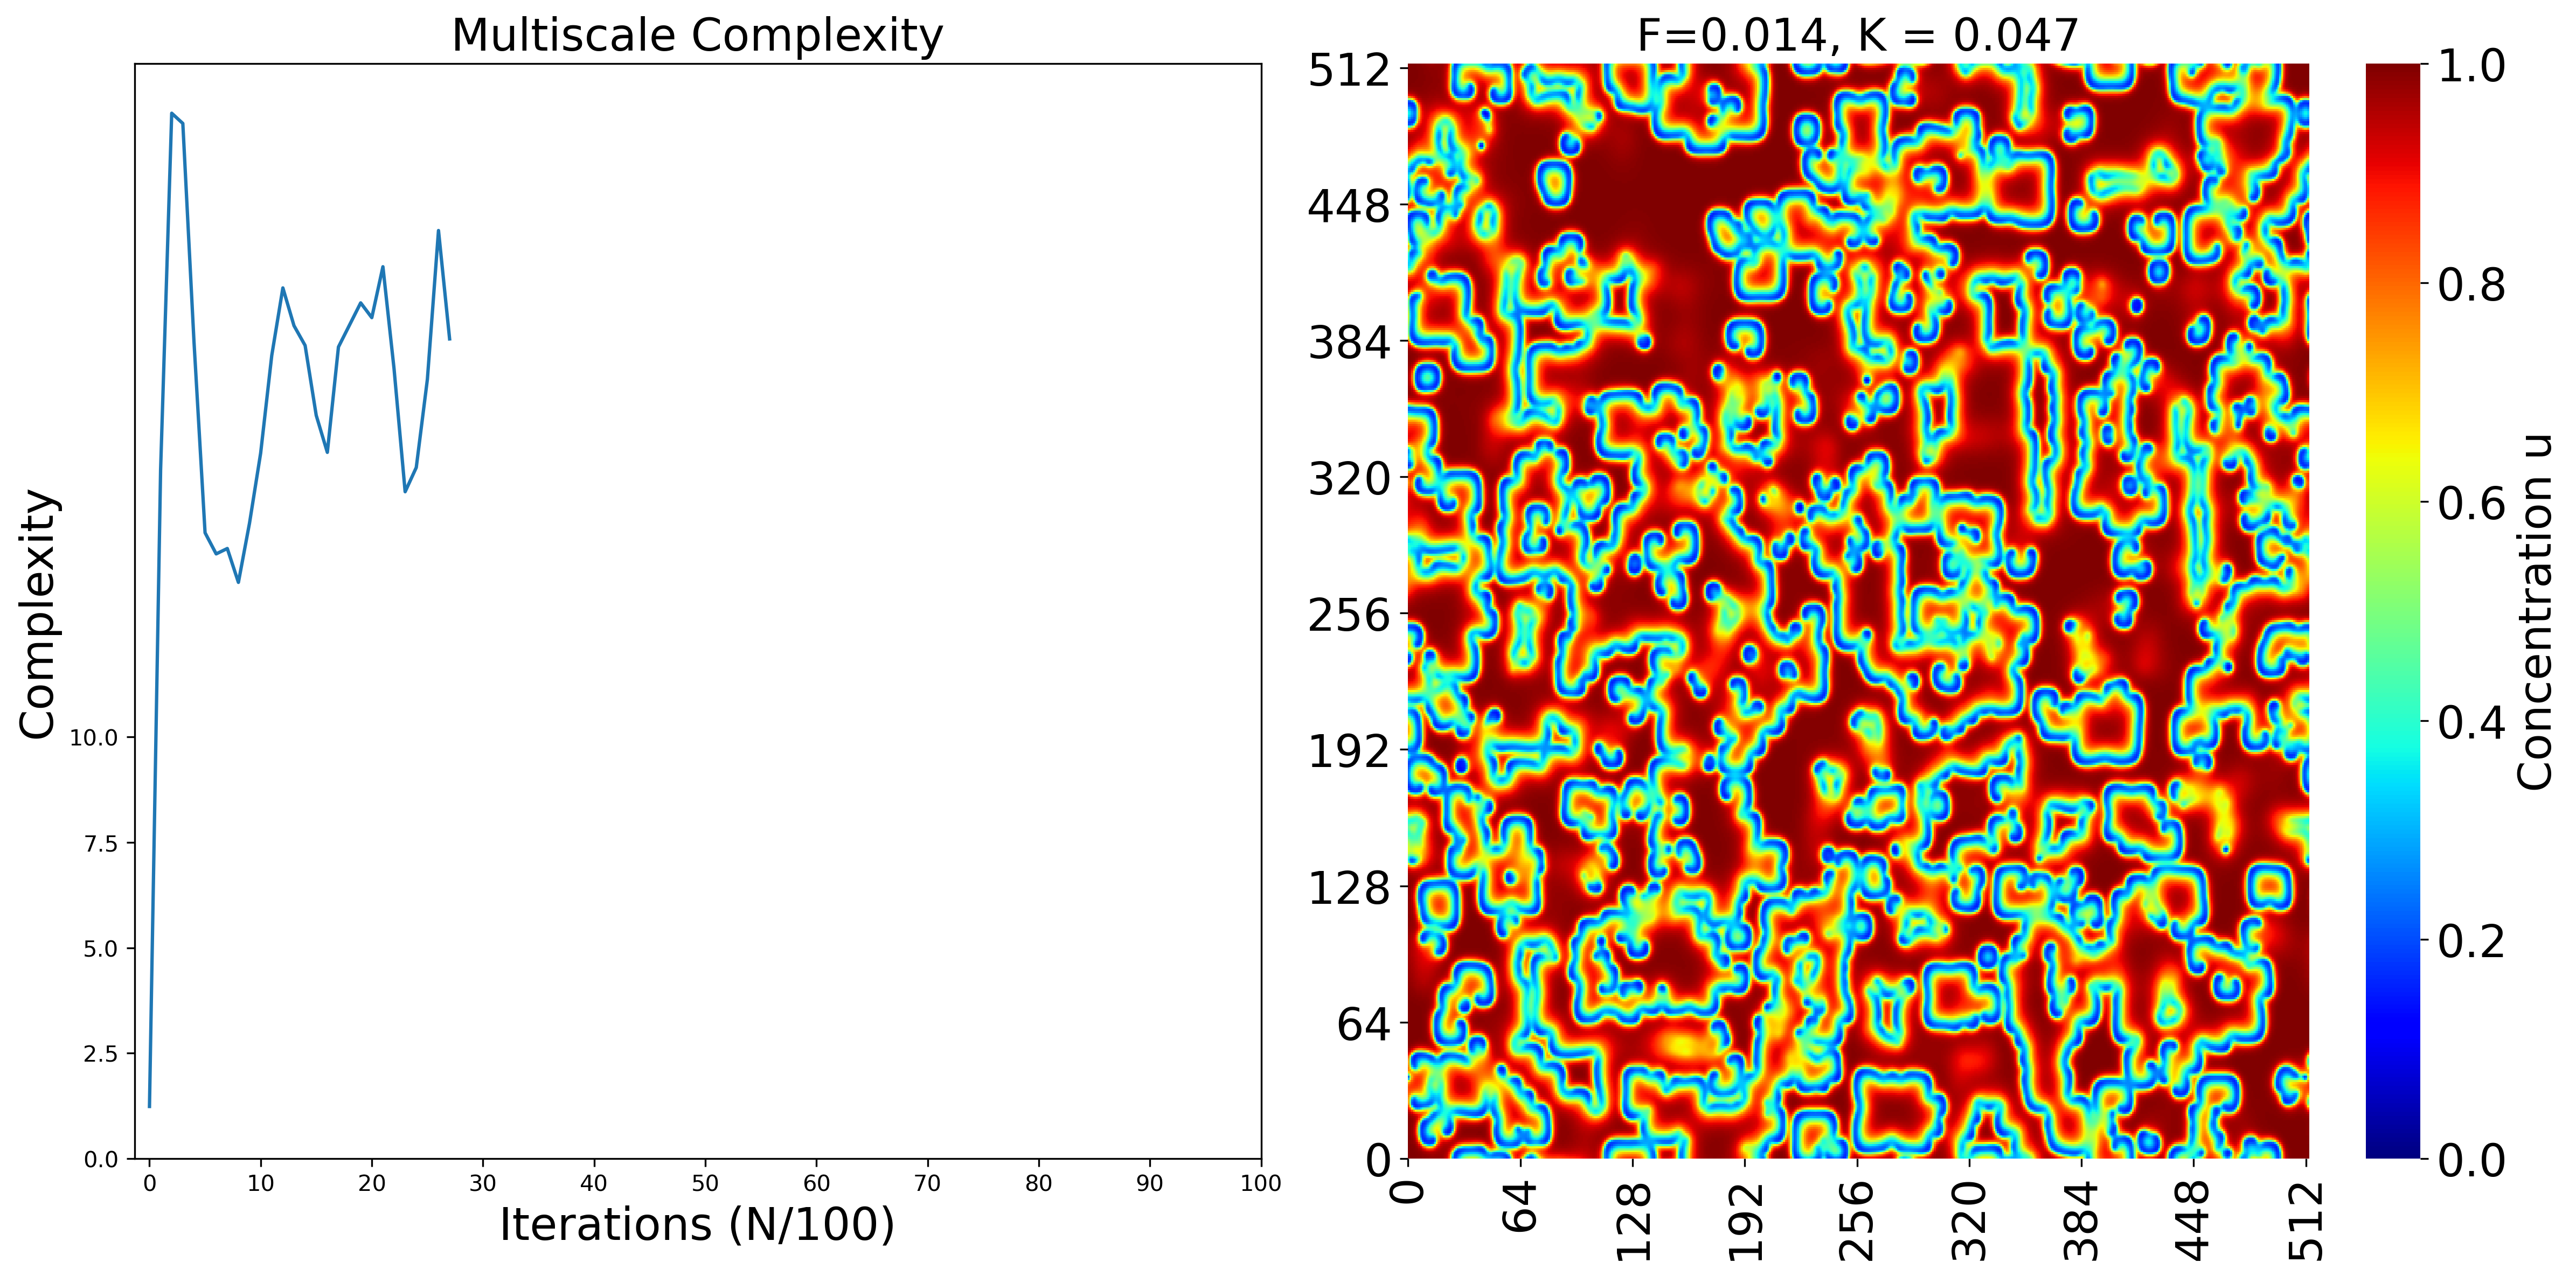 Multiscale Complexity
Complexity
10.0
7.5
5.0
2.5
0.0
0 10 20 30 40 50 60 70 80 90 100
Iterations (N/100)
F=0.014, K = 0.047
512
448
384
320
256
192
128
64
0
0 64 128 192 256 320 384 448 512
1.0
0.8
0.6
0.4
0.2
0.0
Concentration u